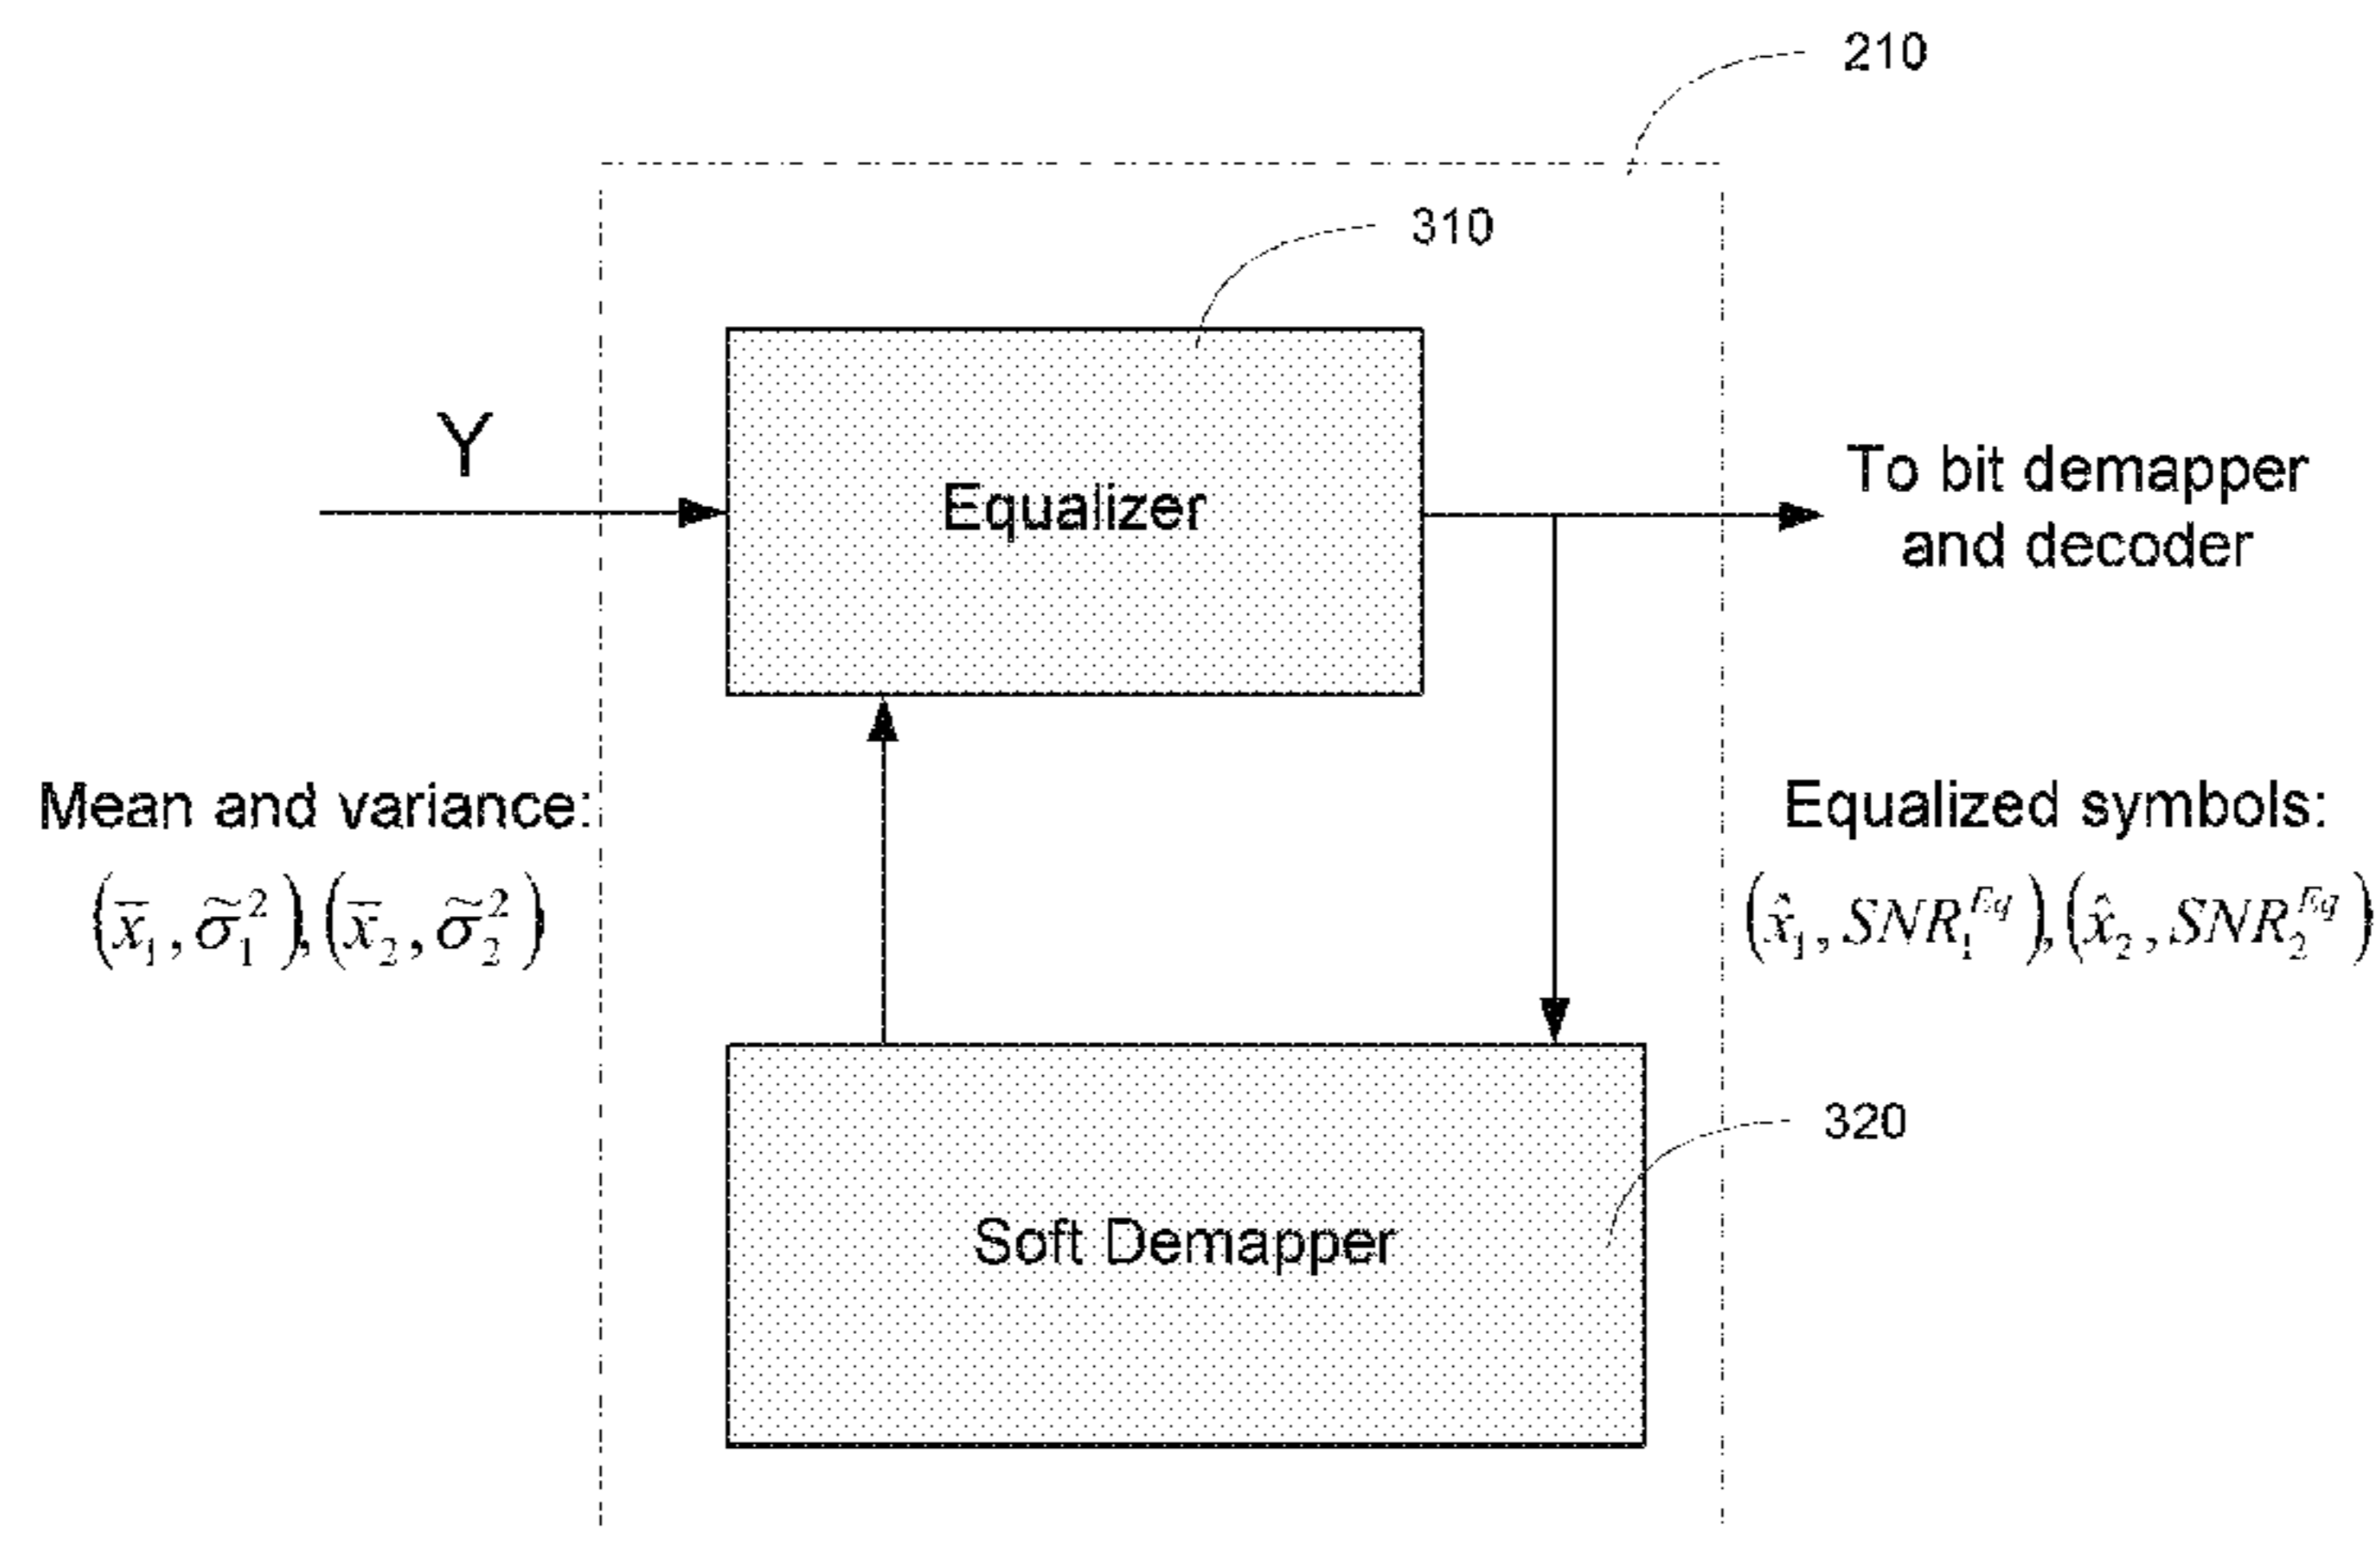 210
310
Y
Equalizer
To bit demapper
and decoder
Mean and variance:
(x̄₁, σ̃₁²), (x̄₂, σ̃₂²)
Equalized symbols:
(x̂₁, SNR₁^Eq), (x̂₂, SNR₂^Eq)
320
Soft Demapper